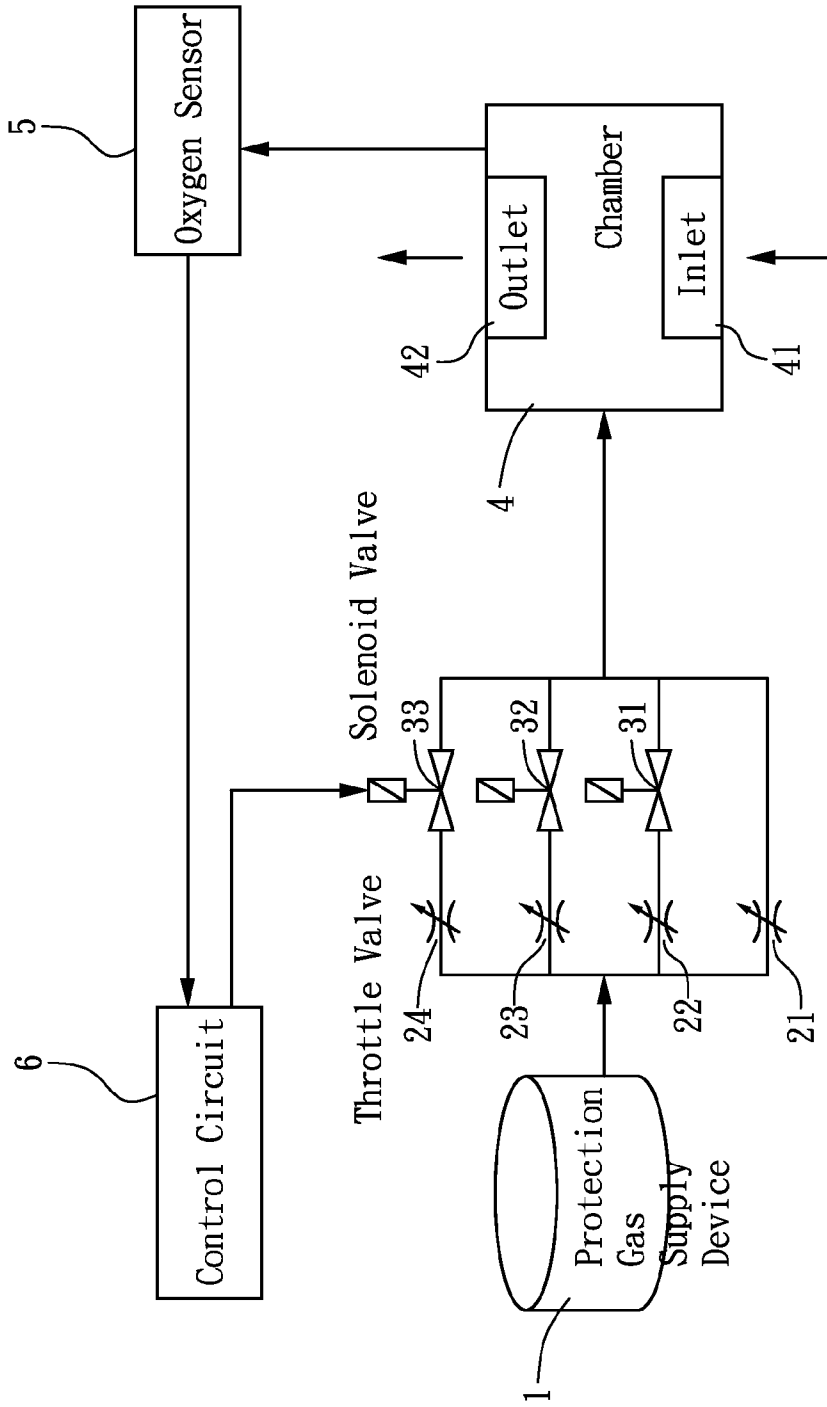 6
Control Circuit
5
Oxygen Sensor
Throttle Valve
Solenoid Valve
24
33
23
32
22
31
21
1
Protection
Gas
Supply
Device
4
42
Outlet
Chamber
Inlet
41